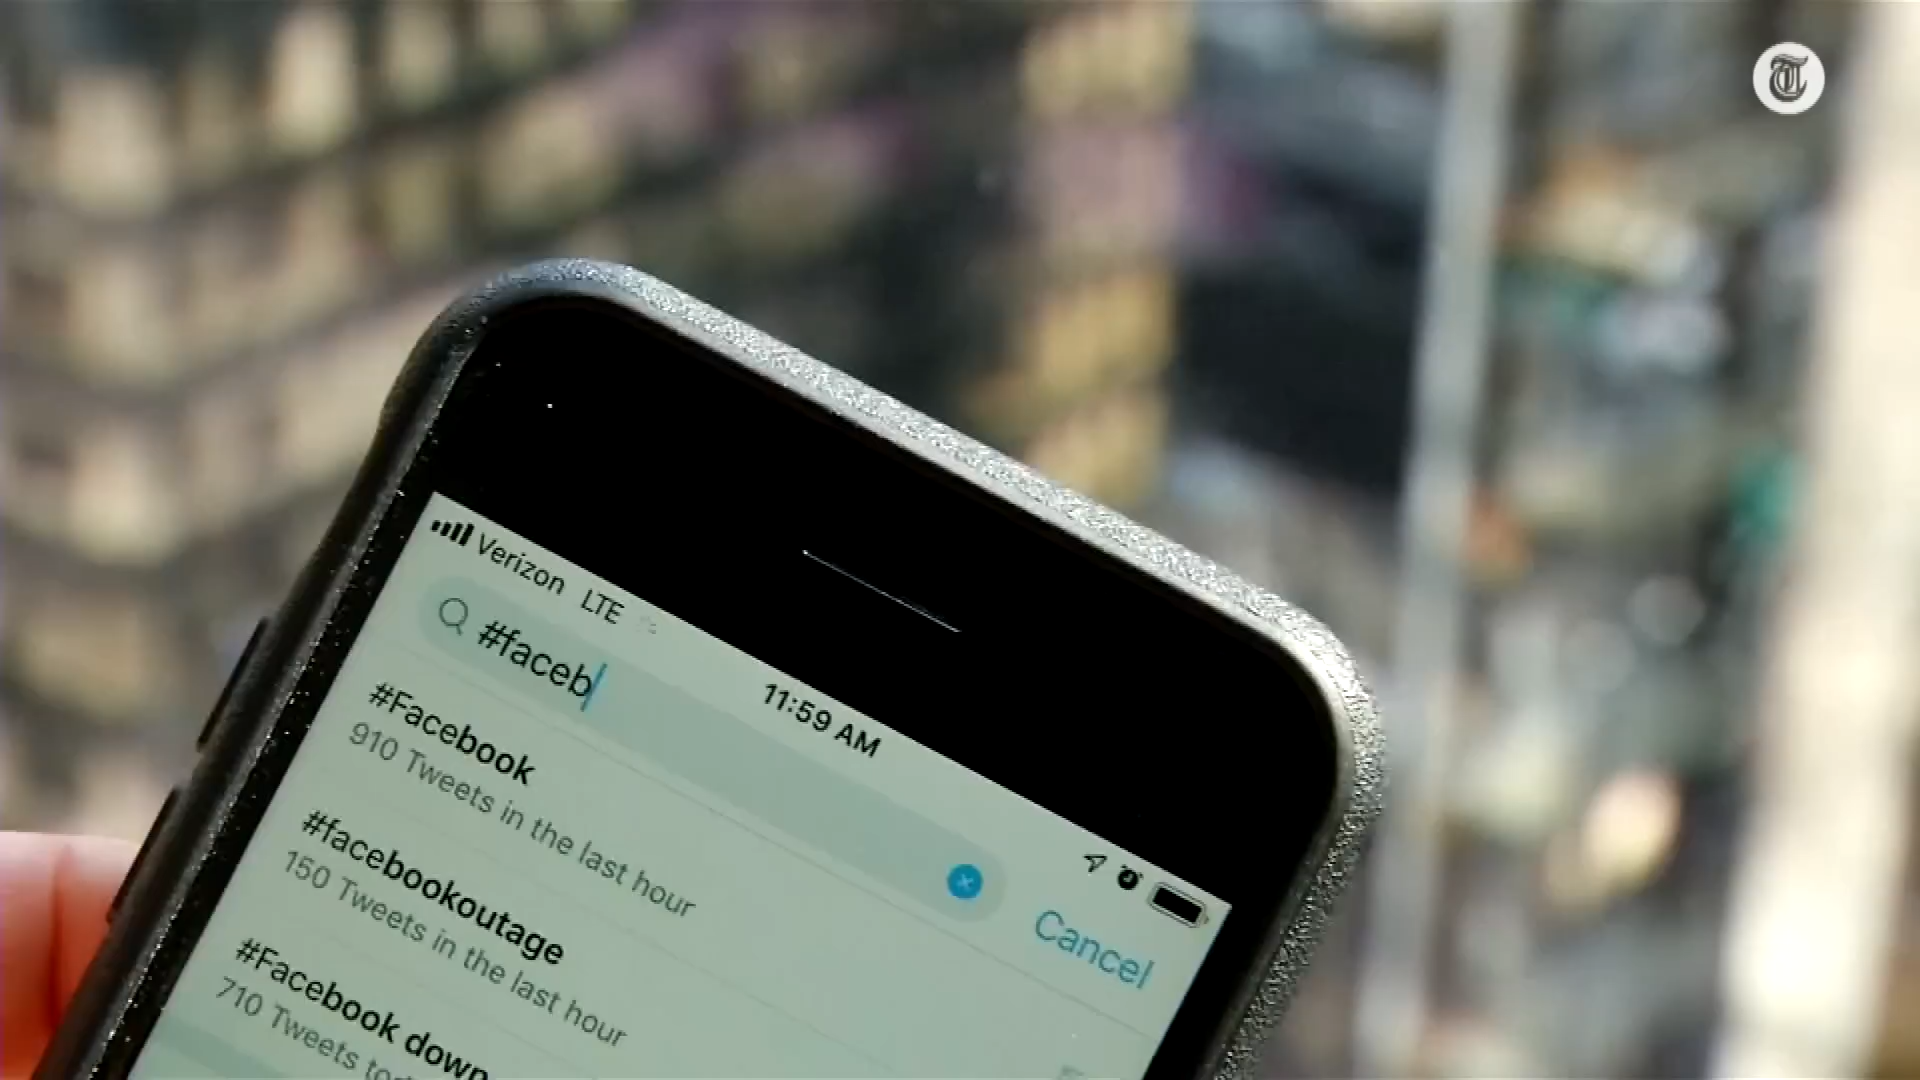 T
Verizon LTE
11:59 AM
#faceb
Cancel
#Facebook
910 Tweets in the last hour
#facebookoutage
150 Tweets in the last hour
#Facebook down
710 Tweets